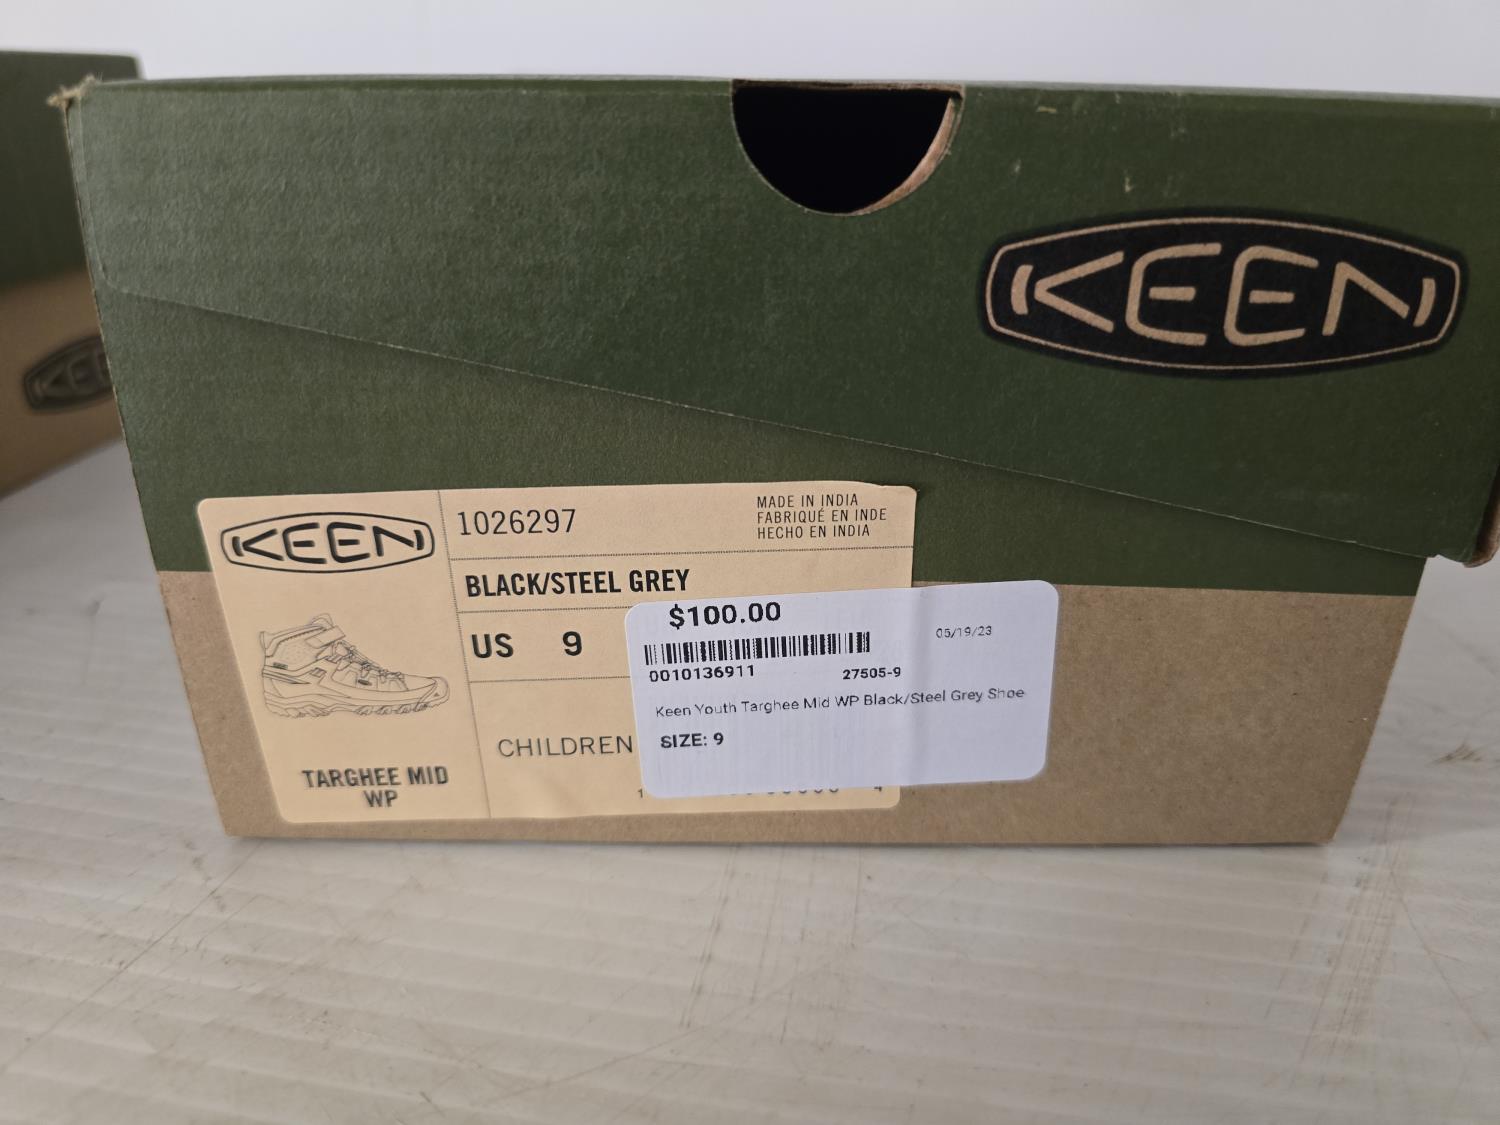 KEEN
KEEN
1026297
MADE IN INDIA
FABRIQUÉ EN INDE
HECHO EN INDIA
BLACK/STEEL GREY
US 9
CHILDREN
TARGHEE MID
WP
$100.00
05/19/23
0010136911 27505-9
Keen Youth Targhee Mid WP Black/Steel Grey Shoe
SIZE: 9